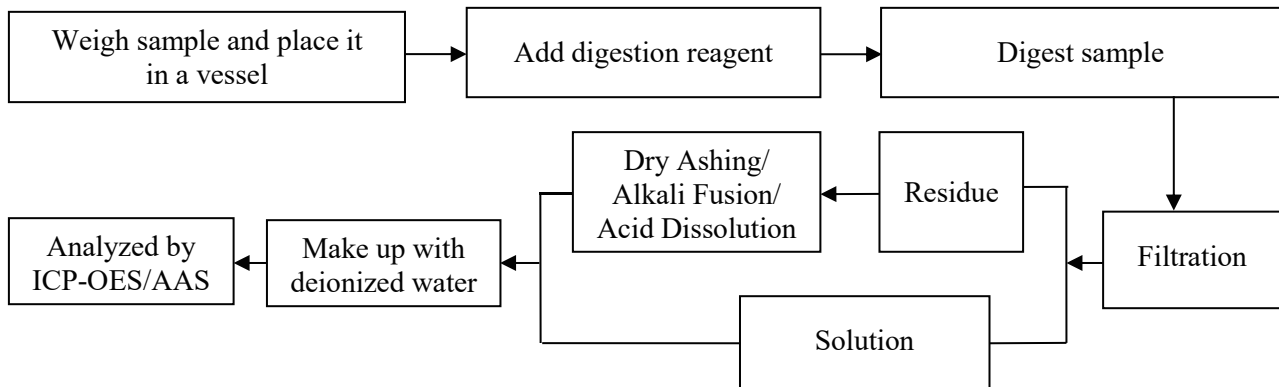 Weigh sample and place it
in a vessel
Add digestion reagent
Digest sample
Filtration
Residue
Dry Ashing/
Alkali Fusion/
Acid Dissolution
Solution
Make up with
deionized water
Analyzed by
ICP-OES/AAS